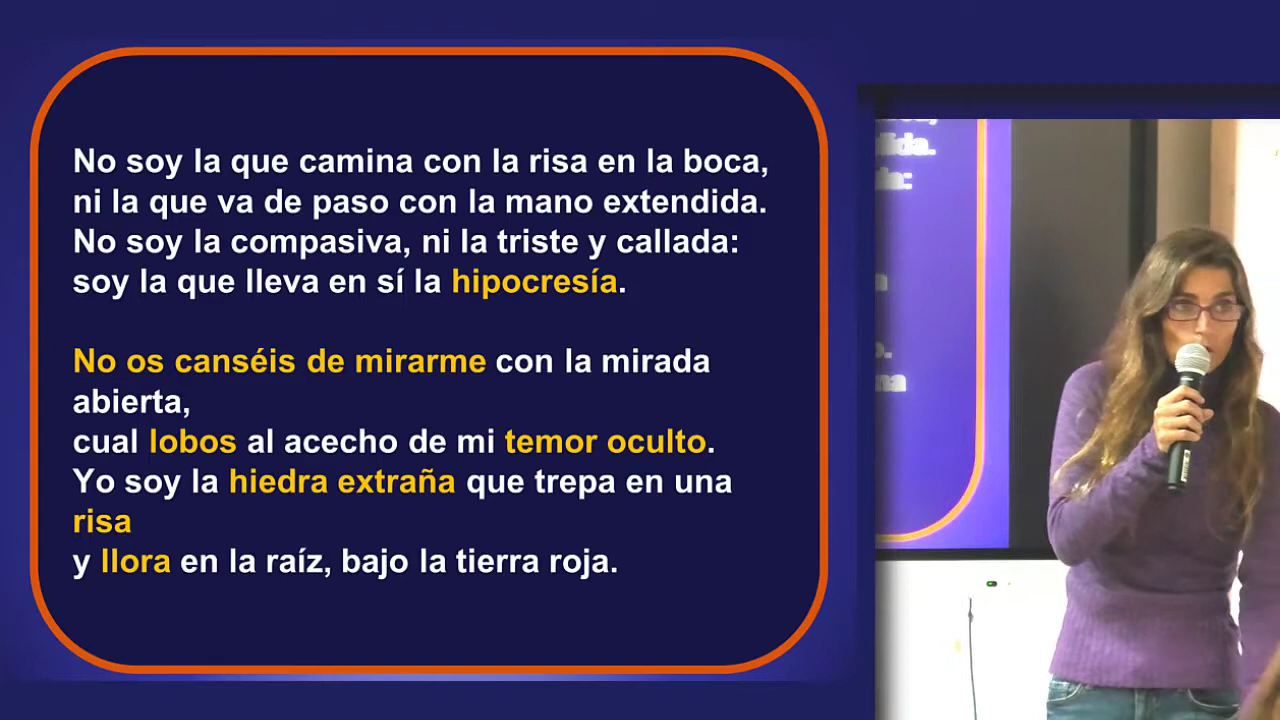 No soy la que camina con la risa en la boca,
ni la que va de paso con la mano extendida.
No soy la compasiva, ni la triste y callada:
soy la que lleva en sí la hipocresía.
No os canséis de mirarme con la mirada
abierta,
cual lobos al acecho de mi temor oculto.
Yo soy la hiedra extraña que trepa en una
risa
y llora en la raíz, bajo la tierra roja.